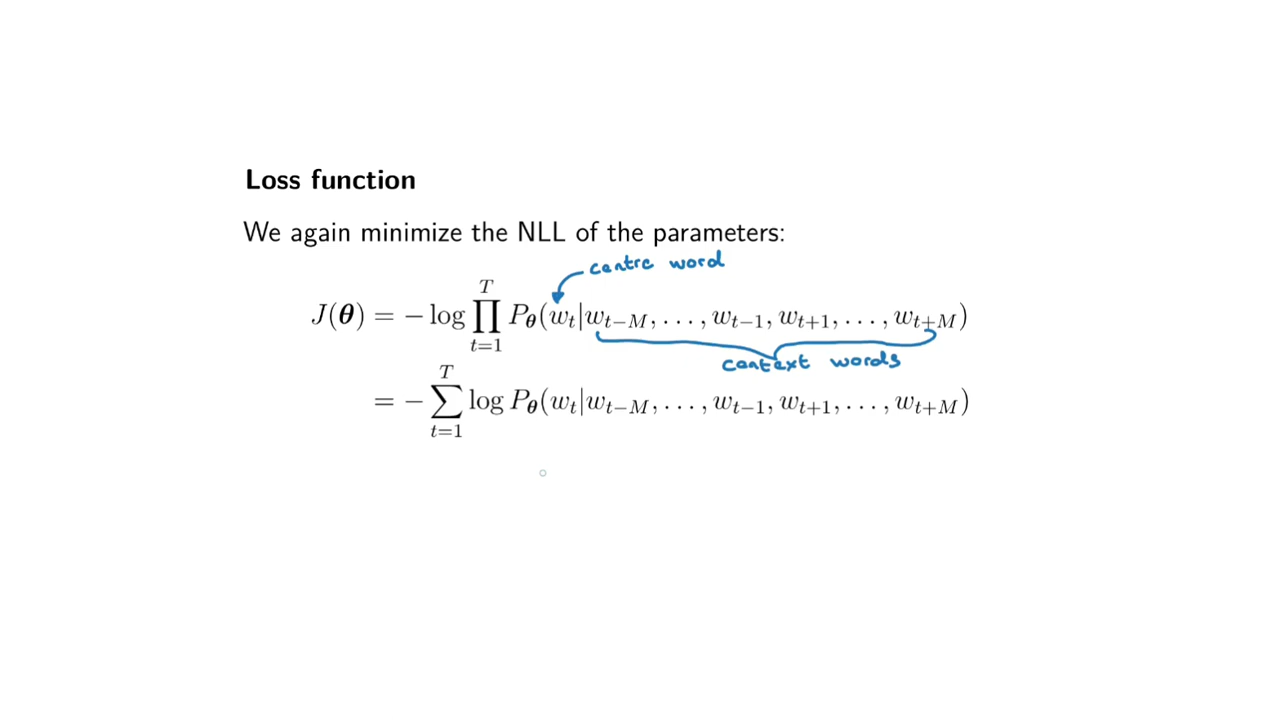 Loss function
We again minimize the NLL of the parameters:
centre word
J(θ) = − log ∏_{t=1}^{T} P_θ(w_t|w_{t−M}, . . . , w_{t−1}, w_{t+1}, . . . , w_{t+M})
context words
= − ∑_{t=1}^{T} log P_θ(w_t|w_{t−M}, . . . , w_{t−1}, w_{t+1}, . . . , w_{t+M})